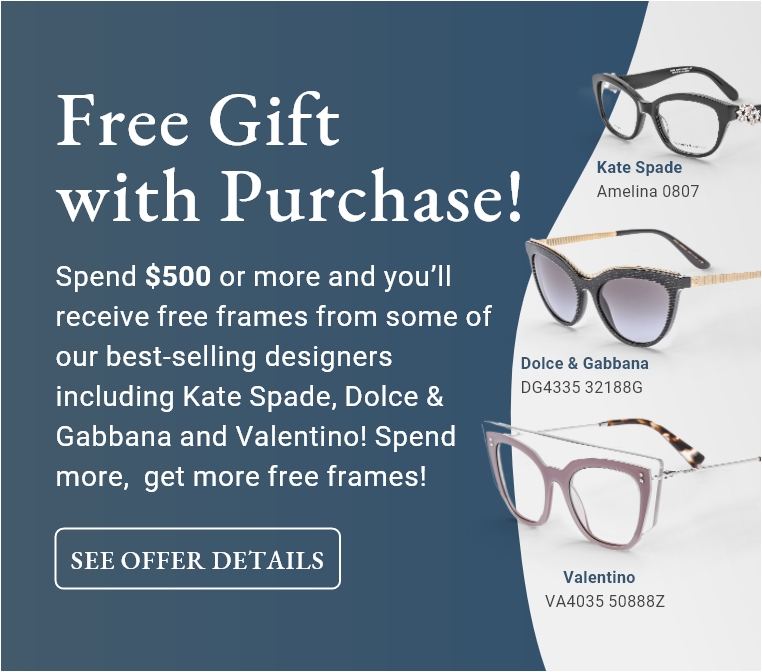 Free Gift
with Purchase!
Spend $500 or more and you'll
receive free frames from some of
our best-selling designers
including Kate Spade, Dolce &
Gabbana and Valentino! Spend
more,  get more free frames!
SEE OFFER DETAILS
Kate Spade
Amelina 0807
Dolce & Gabbana
DG4335 32188G
Valentino
VA4035 50888Z